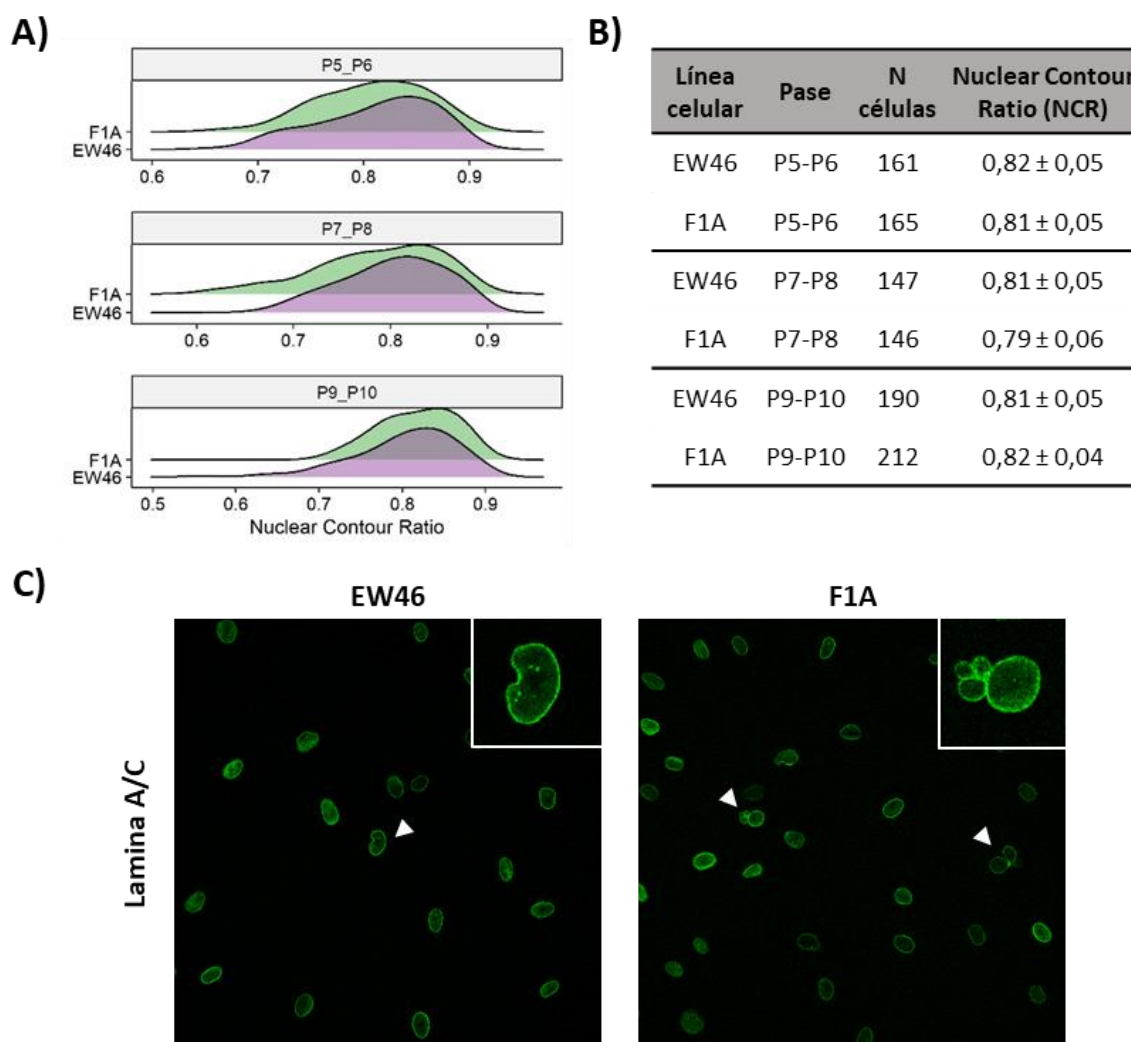 A)
P5_P6
F1A
EW46
0.6 0.7 0.8 0.9
P7_P8
F1A
EW46
0.6 0.7 0.8 0.9
P9_P10
F1A
EW46
0.5 0.6 0.7 0.8 0.9
Nuclear Contour Ratio
B)
Línea celular Pase N células Nuclear Contour Ratio (NCR)
EW46 P5-P6 161 0,82 ± 0,05
F1A P5-P6 165 0,81 ± 0,05
EW46 P7-P8 147 0,81 ± 0,05
F1A P7-P8 146 0,79 ± 0,06
EW46 P9-P10 190 0,81 ± 0,05
F1A P9-P10 212 0,82 ± 0,04
C)
EW46 F1A
Lamina A/C